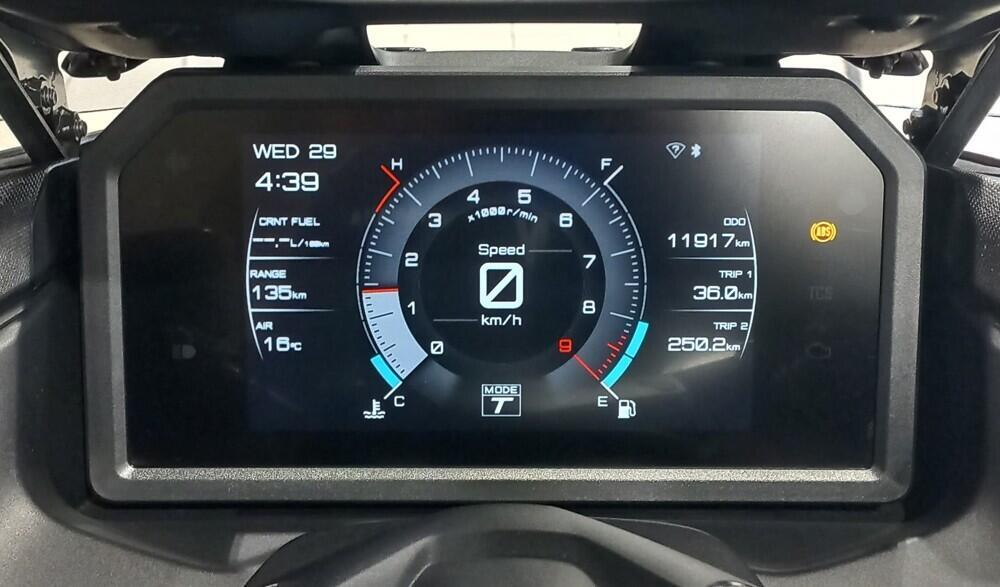 WED 29
4:39
CRNT FUEL
--.-L/100km
RANGE
135km
AIR
16°C
H
C
F
E
0
1
2
3
4
5
6
7
8
9
x1000r/min
Speed
0
km/h
MODE
T
ODO
11917km
TRIP 1
36.0km
TRIP 2
250.2km
?
ABS
TCS